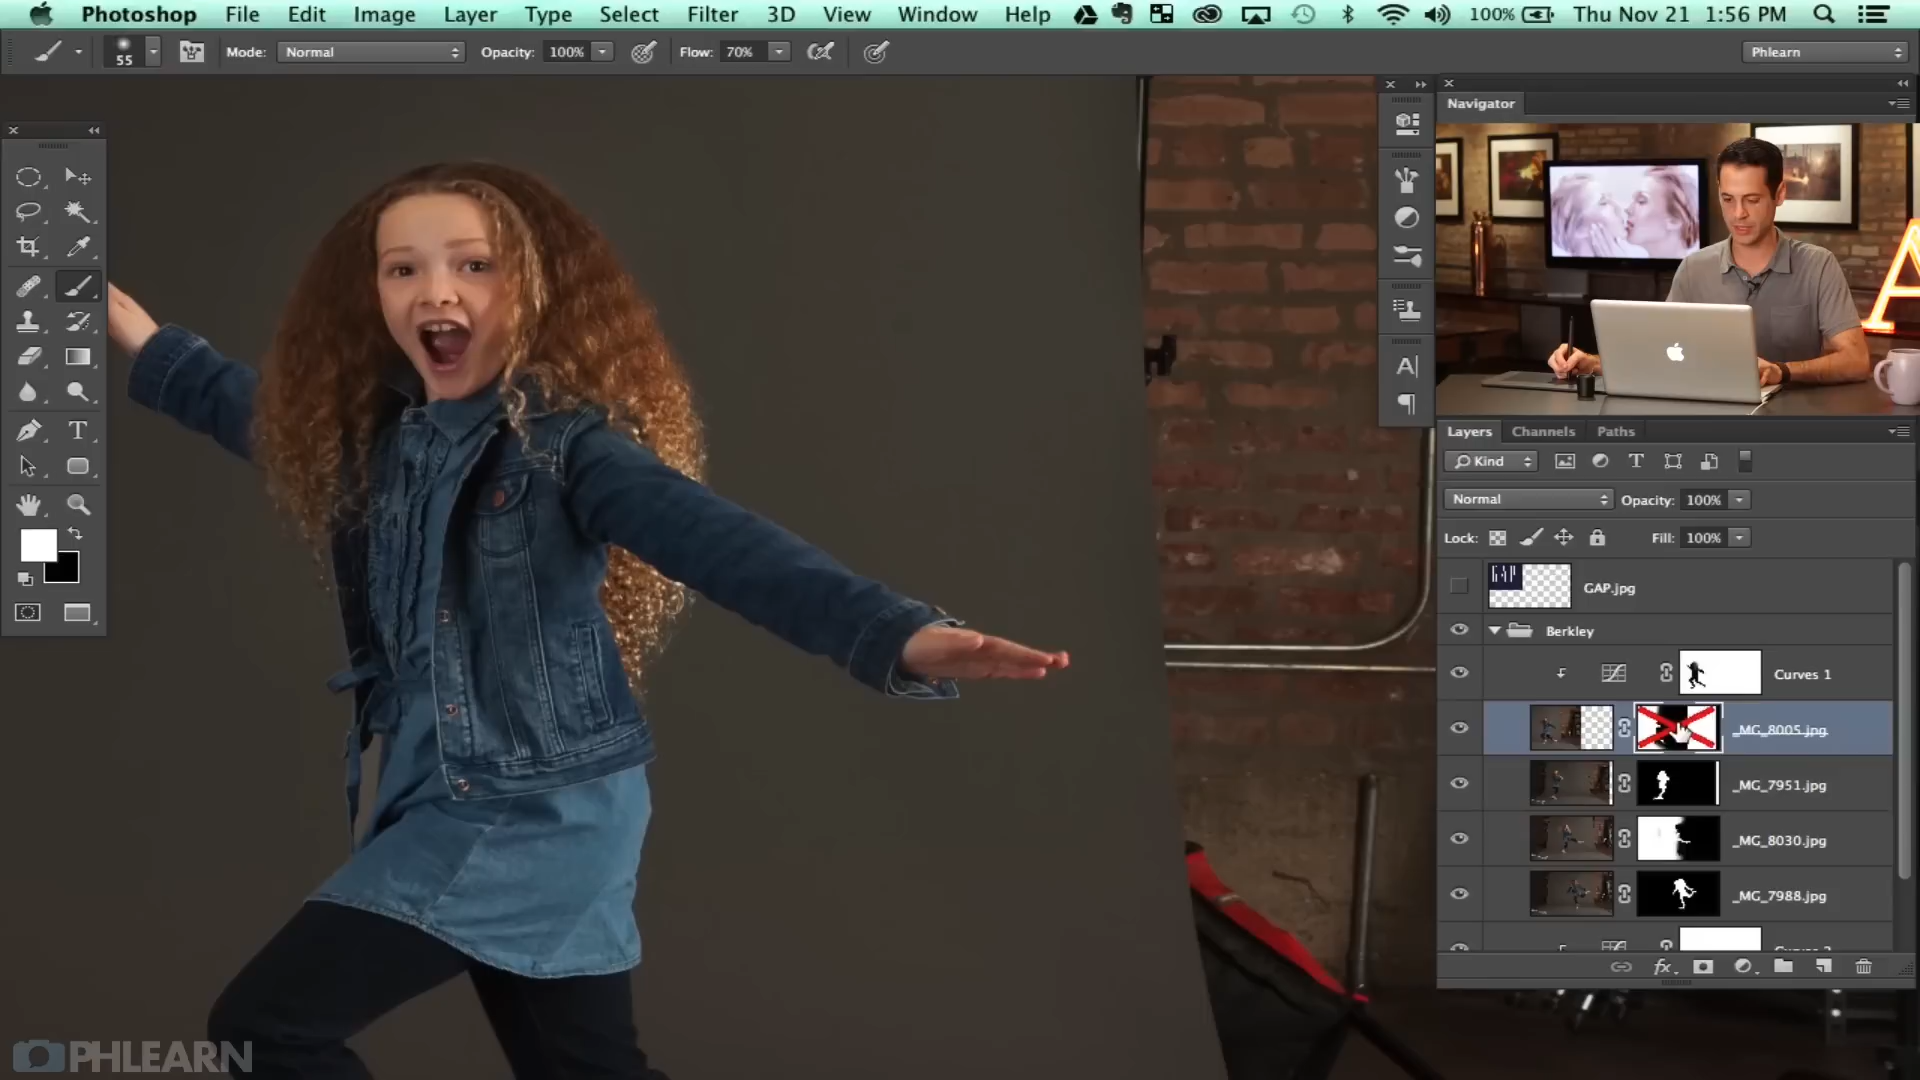 Photoshop File Edit Image Layer Type Select Filter 3D View Window Help 100% Thu Nov 21 1:56 PM
55 Mode: Normal Opacity: 100% Flow: 70% Phlearn
Navigator
A
Layers Channels Paths
Kind
Normal Opacity: 100%
Lock: Fill: 100%
GAP GAP.jpg
Berkley
Curves 1
_MG_8005.jpg
_MG_7951.jpg
_MG_8030.jpg
_MG_7988.jpg
fx
PHLEARN